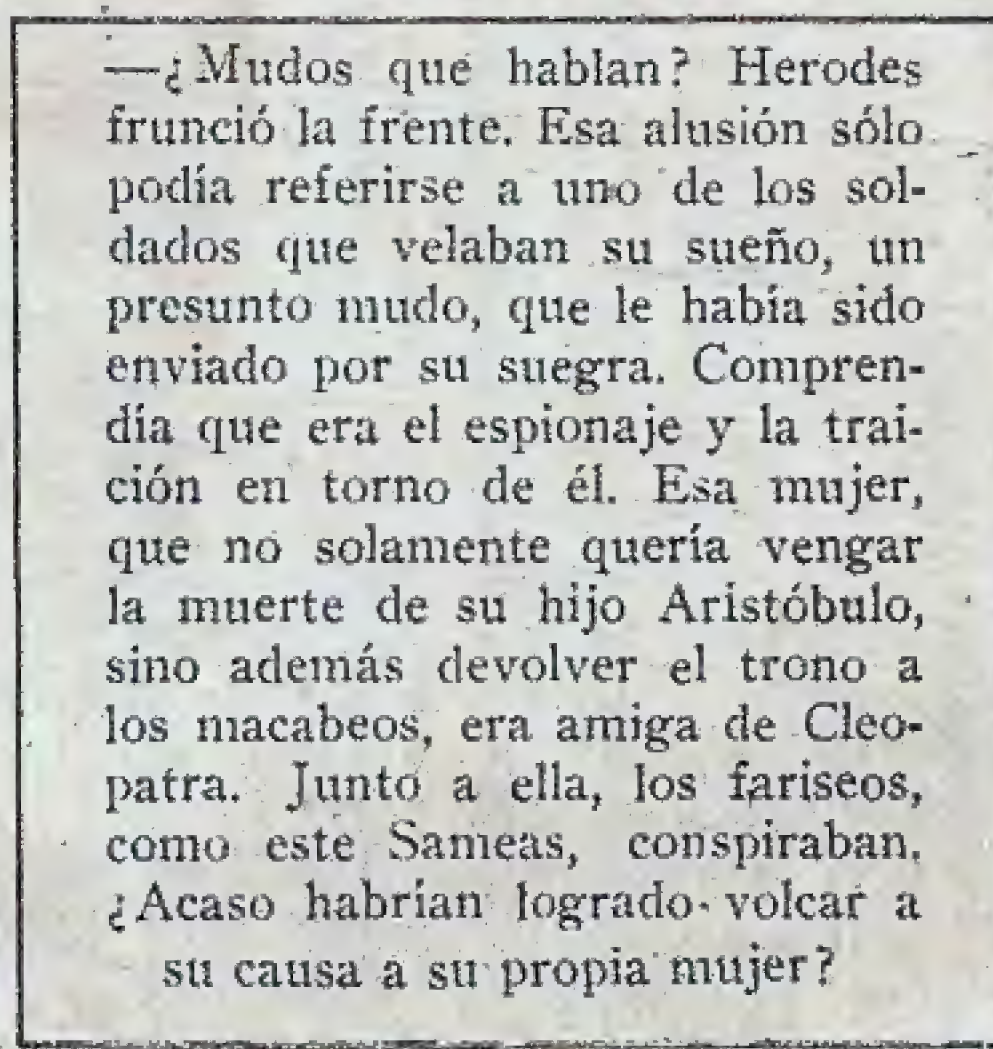 —¿Mudos que hablan? Herodes
frunció la frente. Esa alusión sólo
podía referirse a uno de los sol-
dados que velaban su sueño, un
presunto mudo, que le había sido
enviado por su suegra. Compren-
día que era el espionaje y la trai-
ción en torno de él. Esa mujer,
que no solamente quería vengar
la muerte de su hijo Aristóbulo,
sino además devolver el trono a
los macabeos, era amiga de Cleo-
patra. Junto a ella, los fariseos,
como este Sameas, conspiraban.
¿Acaso habrían logrado volcar a
su causa a su propia mujer?